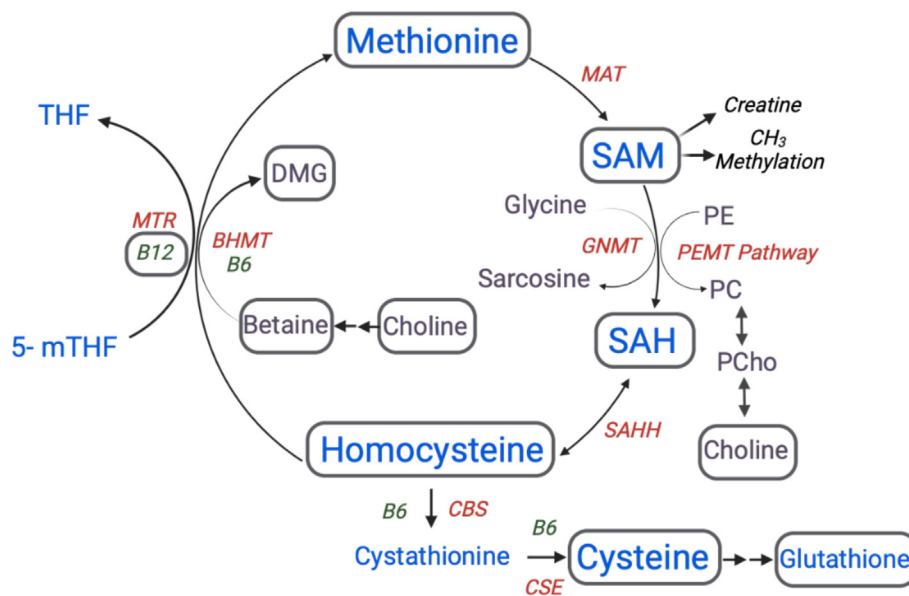 Methionine
MAT
THF
Creatine
CH₃
Methylation
SAM
DMG
Glycine
PE
MTR
B12
BHMT
B6
GNMT
PEMT Pathway
Sarcosine
PC
5- mTHF
Betaine
Choline
SAH
PCho
SAHH
Homocysteine
Choline
B6
CBS
B6
Cystathionine
Cysteine
Glutathione
CSE